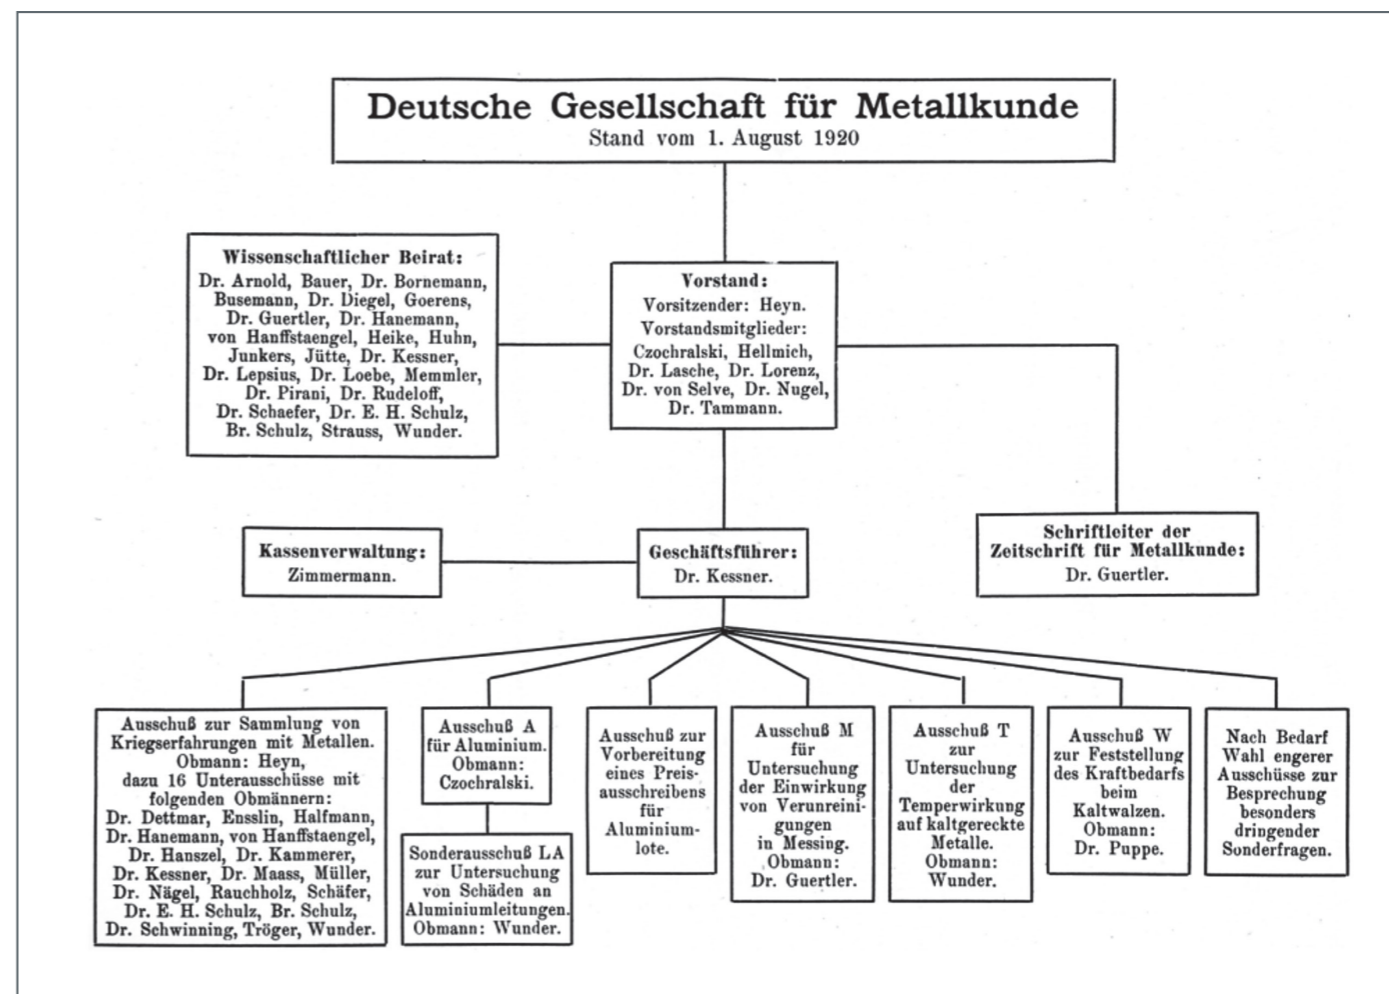 Deutsche Gesellschaft für Metallkunde
Stand vom 1. August 1920
Wissenschaftlicher Beirat:
Dr. Arnold, Bauer, Dr. Bornemann,
Busemann, Dr. Diegel, Goerens,
Dr. Guertler, Dr. Hanemann,
von Hanffstaengel, Heike, Huhn,
Junkers, Jütte, Dr. Kessner,
Dr. Lepsius, Dr. Loebe, Memmler,
Dr. Pirani, Dr. Rudeloff,
Dr. Schaefer, Dr. E. H. Schulz,
Br. Schulz, Strauss, Wunder.
Vorstand:
Vorsitzender: Heyn.
Vorstandsmitglieder:
Czochralski, Hellmich,
Dr. Lasche, Dr. Lorenz,
Dr. von Selve, Dr. Nugel,
Dr. Tammann.
Kassenverwaltung:
Zimmermann.
Geschäftsführer:
Dr. Kessner.
Schriftleiter der
Zeitschrift für Metallkunde:
Dr. Guertler.
Ausschuß zur Sammlung von
Kriegserfahrungen mit Metallen.
Obmann: Heyn,
dazu 16 Unterausschüsse mit
folgenden Obmännern:
Dr. Dettmar, Ensslin, Halfmann,
Dr. Hanemann, von Hanffstaengel,
Dr. Hanszel, Dr. Kammerer,
Dr. Kessner, Dr. Maass, Müller,
Dr. Nägel, Rauchholz, Schäfer,
Dr. E. H. Schulz, Br. Schulz,
Dr. Schwinning, Tröger, Wunder.
Ausschuß A
für Aluminium.
Obmann:
Czochralski.
Sonderausschuß LA
zur Untersuchung
von Schäden an
Aluminiumleitungen.
Obmann: Wunder.
Ausschuß zur
Vorbereitung
eines Preis-
ausschreibens
für
Aluminium-
lote.
Ausschuß M
für
Untersuchung
der Einwirkung
von Verunreini-
gungen
in Messing.
Obmann:
Dr. Guertler.
Ausschuß T
zur
Untersuchung
der
Temperwirkung
auf kaltgereckte
Metalle.
Obmann:
Wunder.
Ausschuß W
zur Feststellung
des Kraftbedarfs
beim
Kaltwalzen.
Obmann:
Dr. Puppe.
Nach Bedarf
Wahl engerer
Ausschüsse zur
Besprechung
besonders
dringender
Sonderfragen.